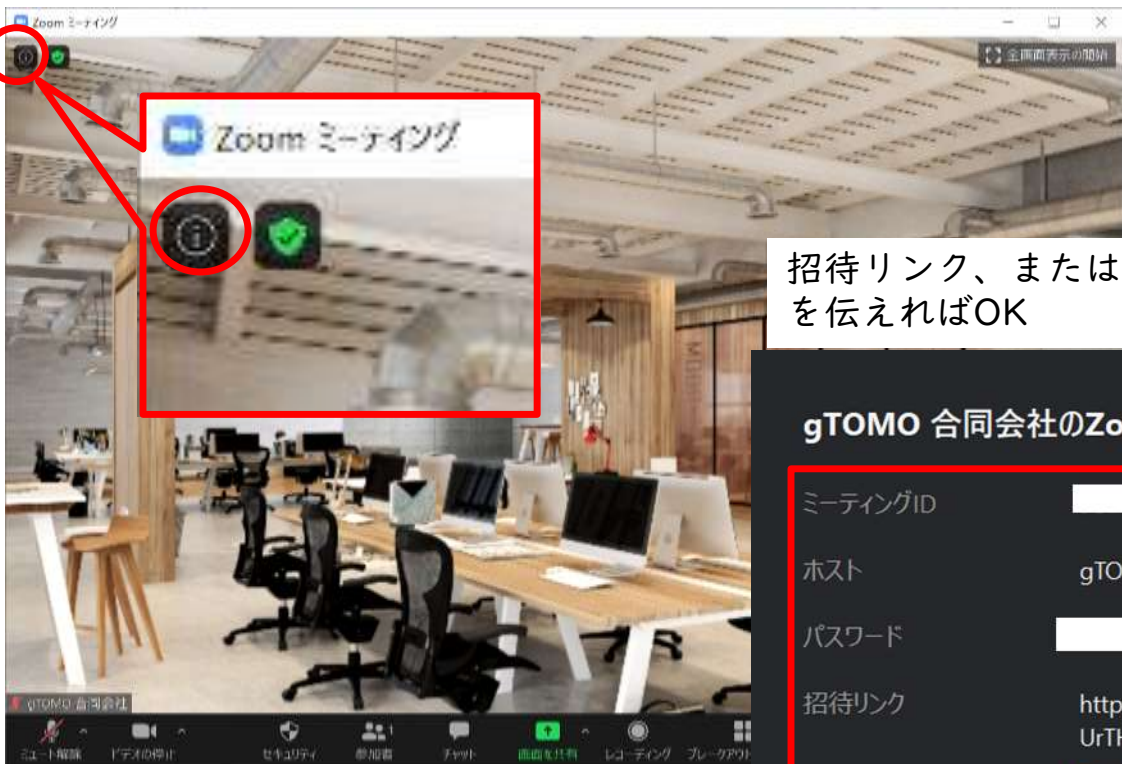 Zoom ミーティング
全画面表示の開始
Zoom ミーティング
招待リンク、または
を伝えればOK
gTOMO 合同会社のZo
ミーティングID
ホスト gTO
パスワード
招待リンク http
UrTH
gTOMO 合同会社
ミュート解除 ビデオの停止 セキュリティ 参加者 1 チャット 画面を共有 レコーディング ブレークアウト